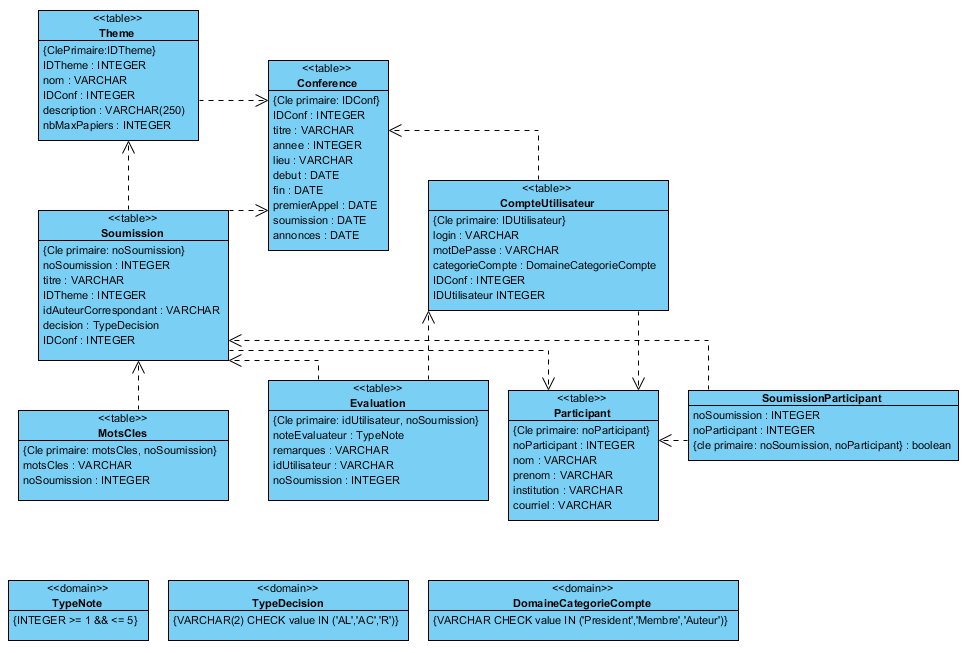 <<table>>
Theme
{ClePrimaire:IDTheme}
IDTheme : INTEGER
nom : VARCHAR
IDConf : INTEGER
description : VARCHAR(250)
nbMaxPapiers : INTEGER
<<table>>
Conference
{Cle primaire: IDConf}
IDConf : INTEGER
titre : VARCHAR
annee : INTEGER
lieu : VARCHAR
debut : DATE
fin : DATE
premierAppel : DATE
soumission : DATE
annonces : DATE
<<table>>
CompteUtilisateur
{Cle primaire: IDUtilisateur}
login : VARCHAR
motDePasse : VARCHAR
categorieCompte : DomaineCategorieCompte
IDConf : INTEGER
IDUtilisateur INTEGER
<<table>>
Soumission
{Cle primaire: noSoumission}
noSoumission : INTEGER
titre : VARCHAR
IDTheme : INTEGER
idAuteurCorrespondant : VARCHAR
decision : TypeDecision
IDConf : INTEGER
<<table>>
MotsCles
{Cle primaire: motsCles, noSoumission}
motsCles : VARCHAR
noSoumission : INTEGER
<<table>>
Evaluation
{Cle primaire: idUtilisateur, noSoumission}
noteEvaluateur : TypeNote
remarques : VARCHAR
idUtilisateur : VARCHAR
noSoumission : INTEGER
<<table>>
Participant
{Cle primaire: noParticipant}
noParticipant : INTEGER
nom : VARCHAR
prenom : VARCHAR
institution : VARCHAR
courriel : VARCHAR
SoumissionParticipant
noSoumission : INTEGER
noParticipant : INTEGER
{cle primaire: noSoumission, noParticipant} : boolean
<<domain>>
TypeNote
{INTEGER >= 1 && <= 5}
<<domain>>
TypeDecision
{VARCHAR(2) CHECK value IN ('AL','AC','R')}
<<domain>>
DomaineCategorieCompte
{VARCHAR CHECK value IN ('President','Membre','Auteur')}